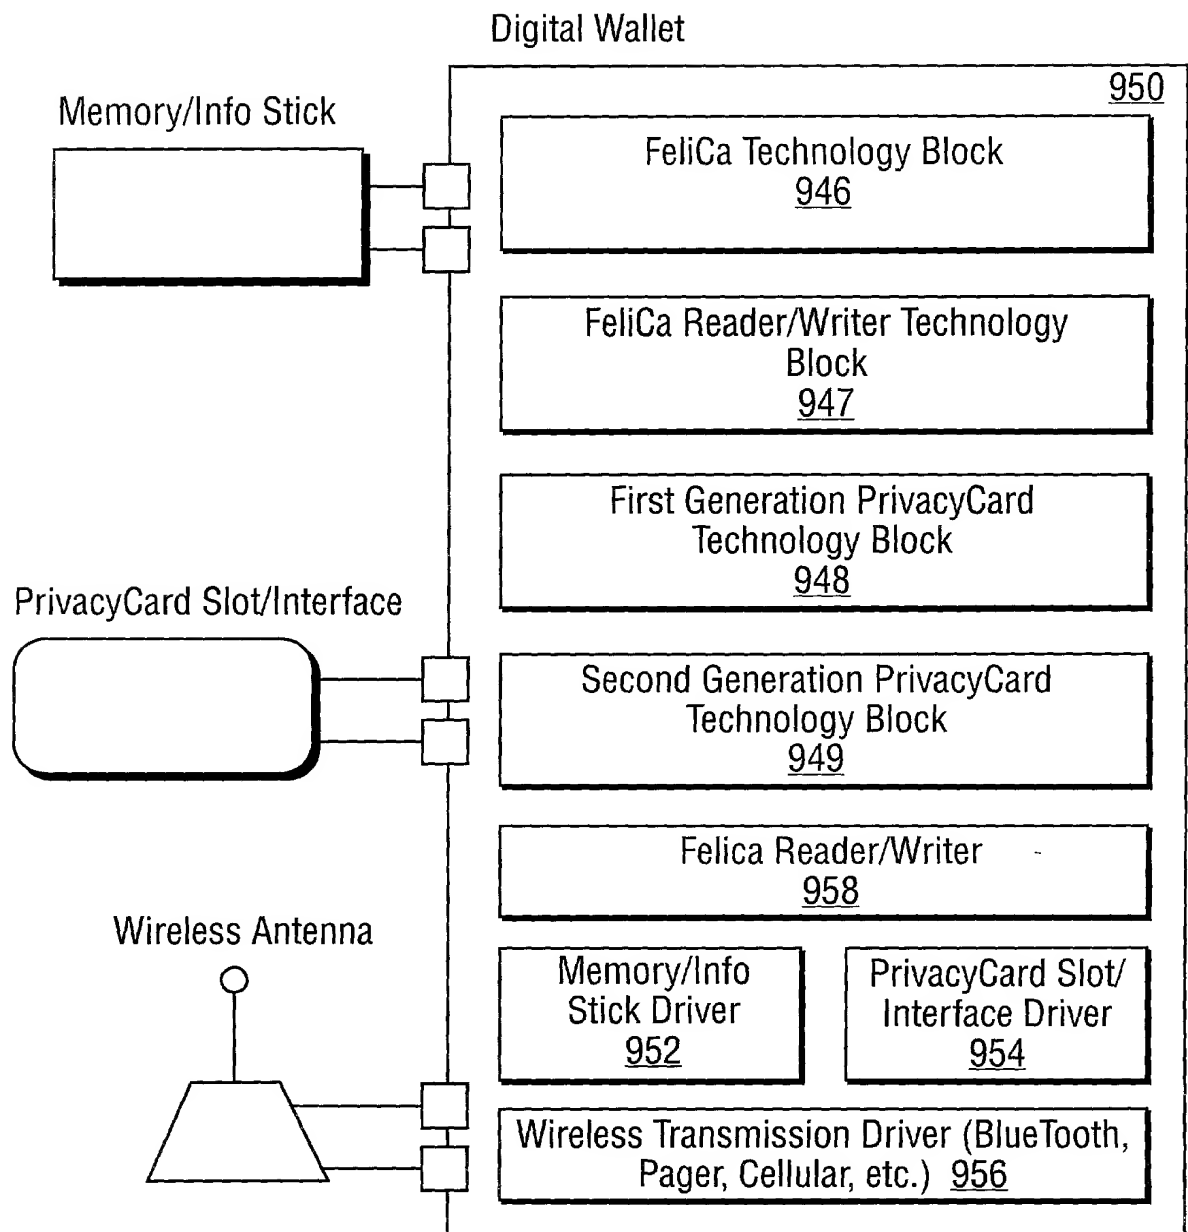 Digital Wallet
950
Memory/Info Stick
FeliCa Technology Block
946
FeliCa Reader/Writer Technology
Block
947
First Generation PrivacyCard
Technology Block
948
PrivacyCard Slot/Interface
Second Generation PrivacyCard
Technology Block
949
Felica Reader/Writer
958
Wireless Antenna
Memory/Info
Stick Driver
952
PrivacyCard Slot/
Interface Driver
954
Wireless Transmission Driver (BlueTooth,
Pager, Cellular, etc.) 956